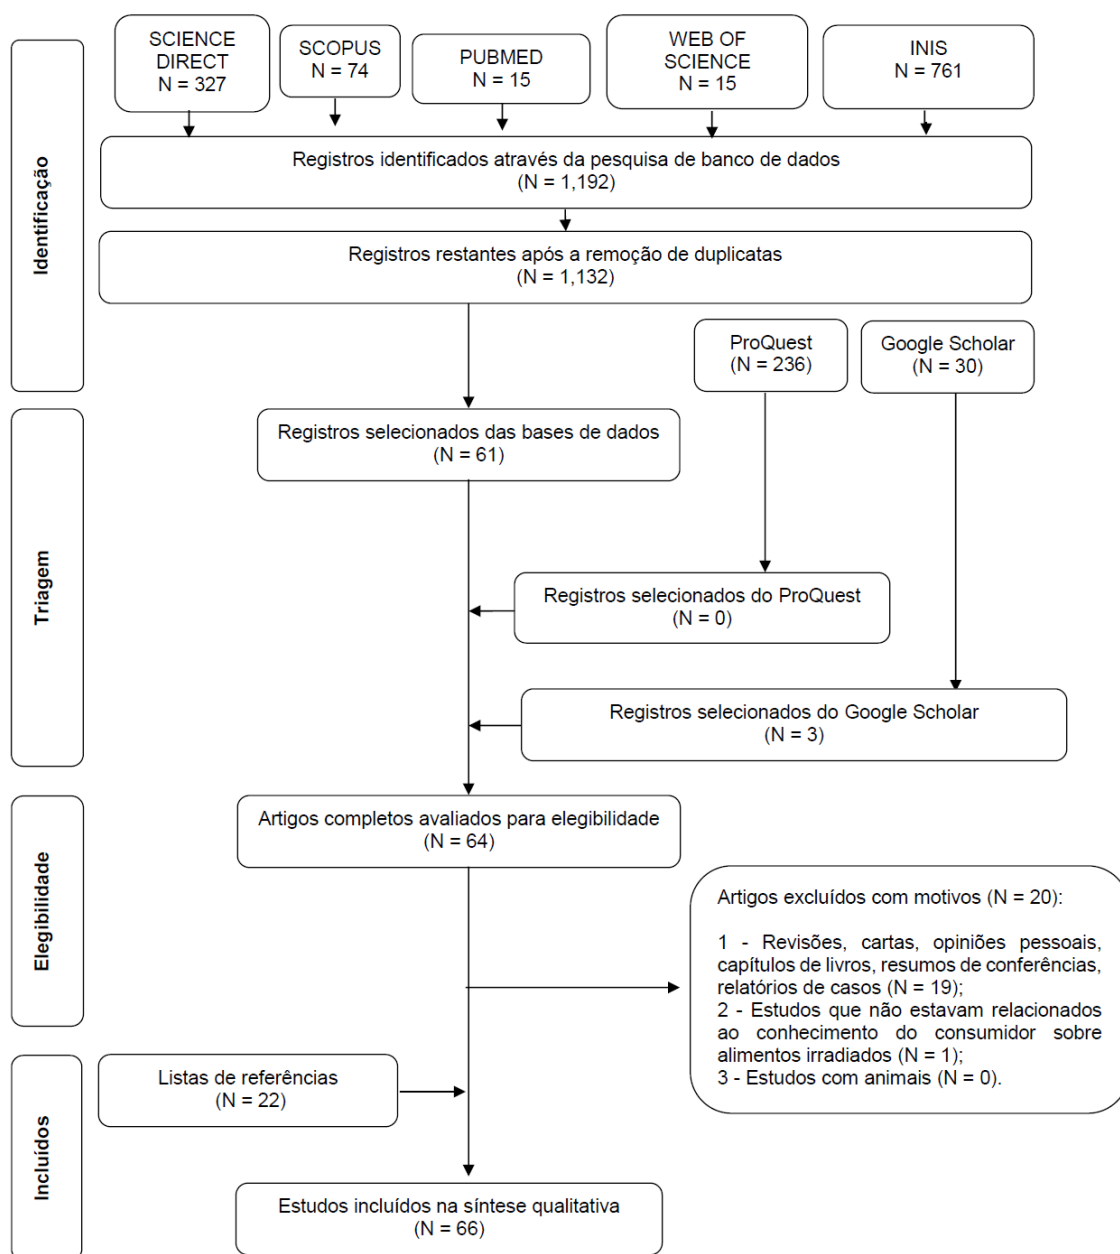 SCIENCE
DIRECT
N = 327
SCOPUS
N = 74
PUBMED
N = 15
WEB OF
SCIENCE
N = 15
INIS
N = 761
Identificação
Registros identificados através da pesquisa de banco de dados
(N = 1,192)
Registros restantes após a remoção de duplicatas
(N = 1,132)
ProQuest
(N = 236)
Google Scholar
(N = 30)
Triagem
Registros selecionados das bases de dados
(N = 61)
Registros selecionados do ProQuest
(N = 0)
Registros selecionados do Google Scholar
(N = 3)
Elegibilidade
Artigos completos avaliados para elegibilidade
(N = 64)
Artigos excluídos com motivos (N = 20):
1 - Revisões, cartas, opiniões pessoais,
capítulos de livros, resumos de conferências,
relatórios de casos (N = 19);
2 - Estudos que não estavam relacionados
ao conhecimento do consumidor sobre
alimentos irradiados (N = 1);
3 - Estudos com animais (N = 0).
Incluídos
Listas de referências
(N = 22)
Estudos incluídos na síntese qualitativa
(N = 66)